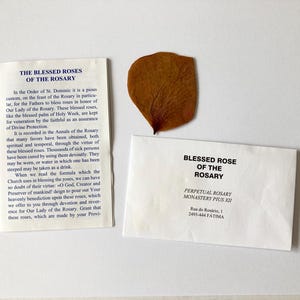 THE BLESSED ROSES
OF THE ROSARY
In the Order of St. Dominic it is a pious
custom, on the feast of the Rosary in particu-
lar, for the Fathers to bless roses in honor of
Our Lady of the Rosary. These blessed roses,
like the blessed palms of Holy Week, are kept
for veneration by the faithful as an assurance
of Divine Protection.
It is recorded in the Annals of the Rosary
that many favors have been obtained, both
spiritual and temporal, through the virtue of
these blessed roses. Thousands of sick persons
have been cured by using them devoutly. They
may be worn, or water in which one has been
steeped may be taken as a drink.
When we read the formula which the
Church uses in blessing the roses, we can have
no doubt of their virtue: «O God, Creator and
Preserver of mankind! deign to pour out Your
heavenly benediction upon these roses, which
we offer to you through devotion and rever-
ence for Our Lady of the Rosary. Grant that
these roses, which are made by your Provi-
BLESSED ROSE
OF THE
ROSARY
PERPETUAL ROSARY
MONASTERY PIUS XII
Rua do Rosário, 1
2495-444 FATIMA